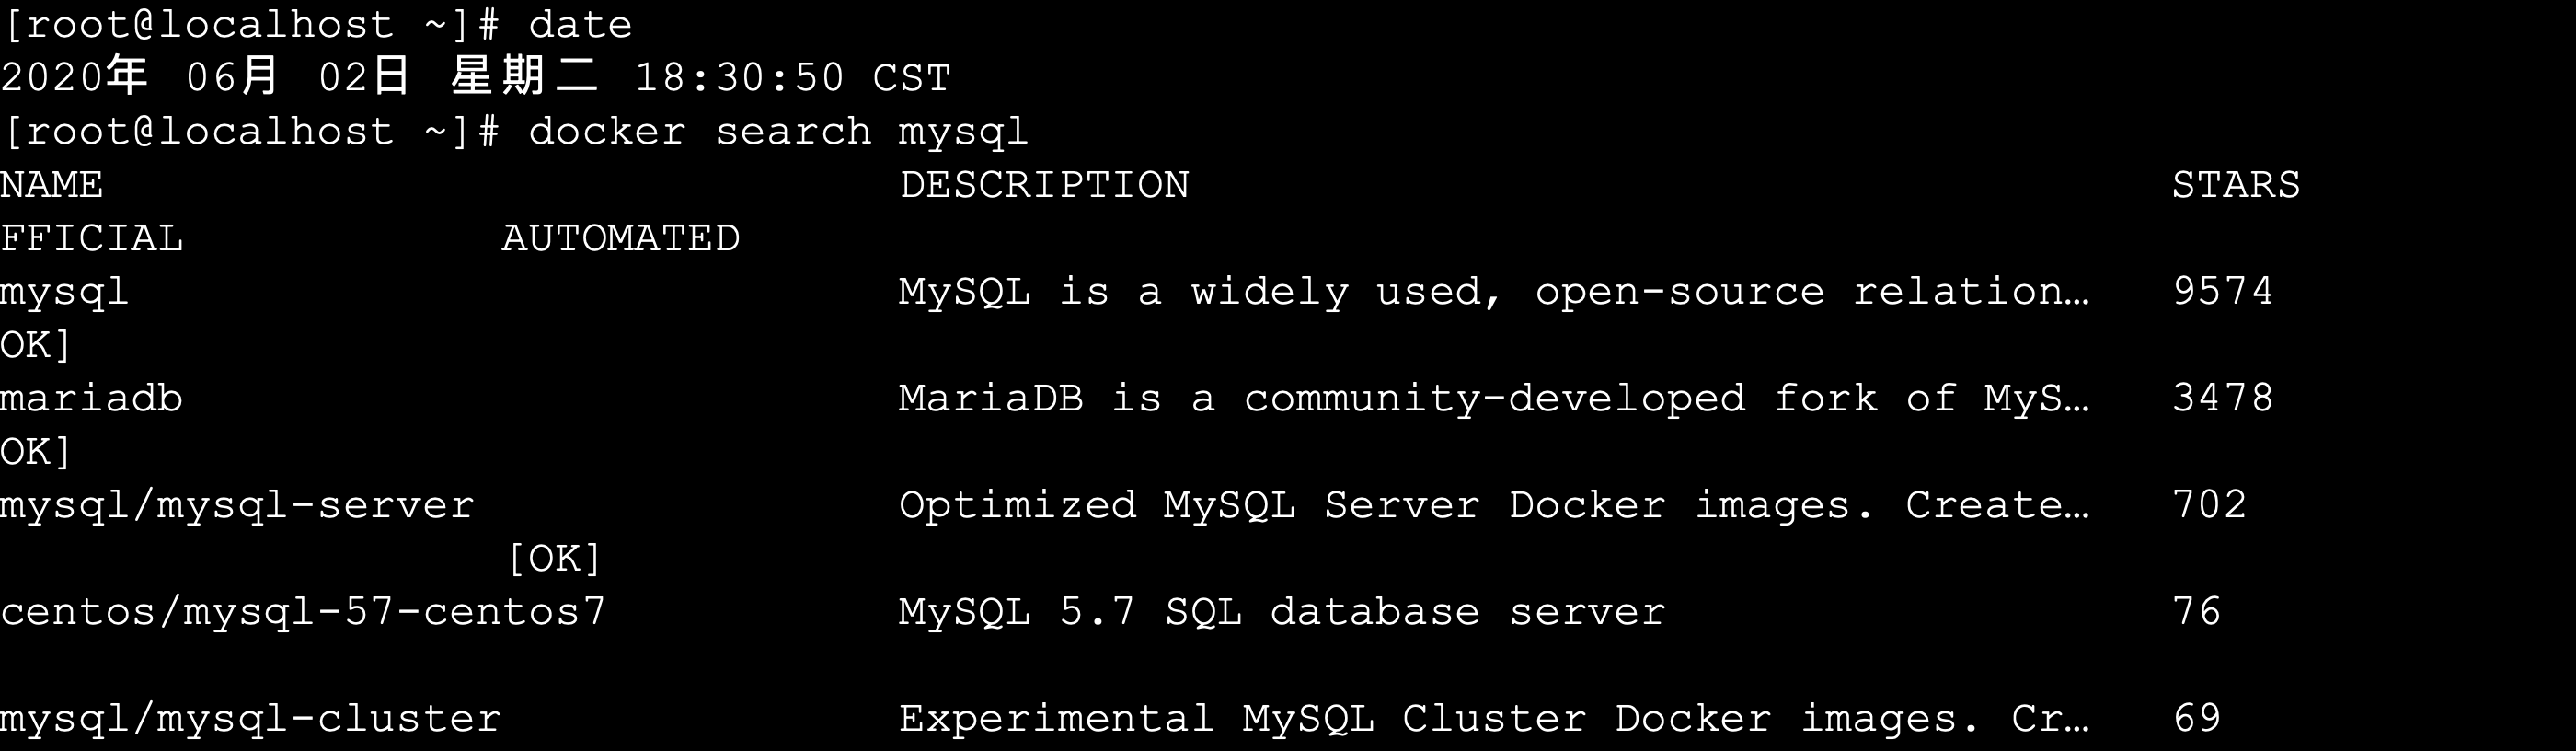 [root@localhost ~]# date
2020年 06月 02日 星期二 18:30:50 CST
[root@localhost ~]# docker search mysql
NAME DESCRIPTION STARS
FFICIAL AUTOMATED
mysql MySQL is a widely used, open-source relation… 9574
OK]
mariadb MariaDB is a community-developed fork of MyS… 3478
OK]
mysql/mysql-server Optimized MySQL Server Docker images. Create… 702
[OK]
centos/mysql-57-centos7 MySQL 5.7 SQL database server 76
mysql/mysql-cluster Experimental MySQL Cluster Docker images. Cr… 69